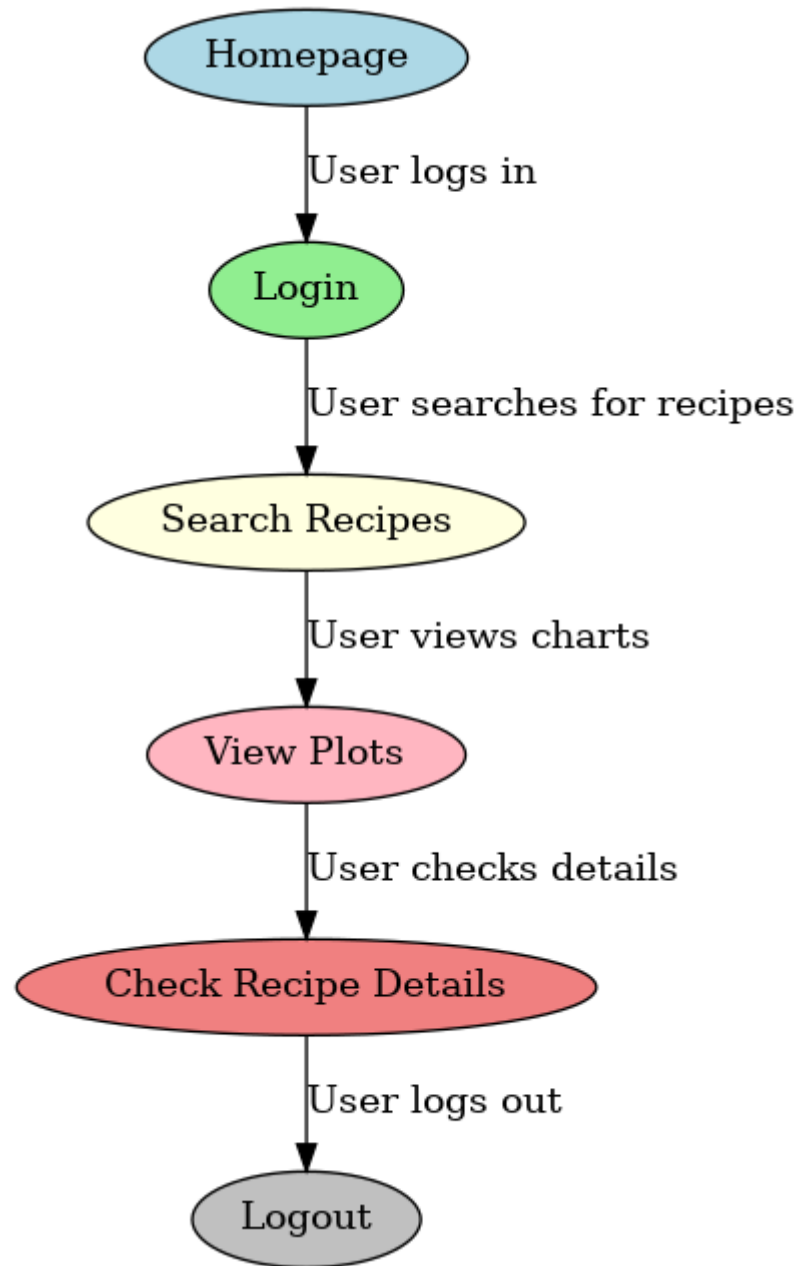 Homepage
User logs in
Login
User searches for recipes
Search Recipes
User views charts
View Plots
User checks details
Check Recipe Details
User logs out
Logout